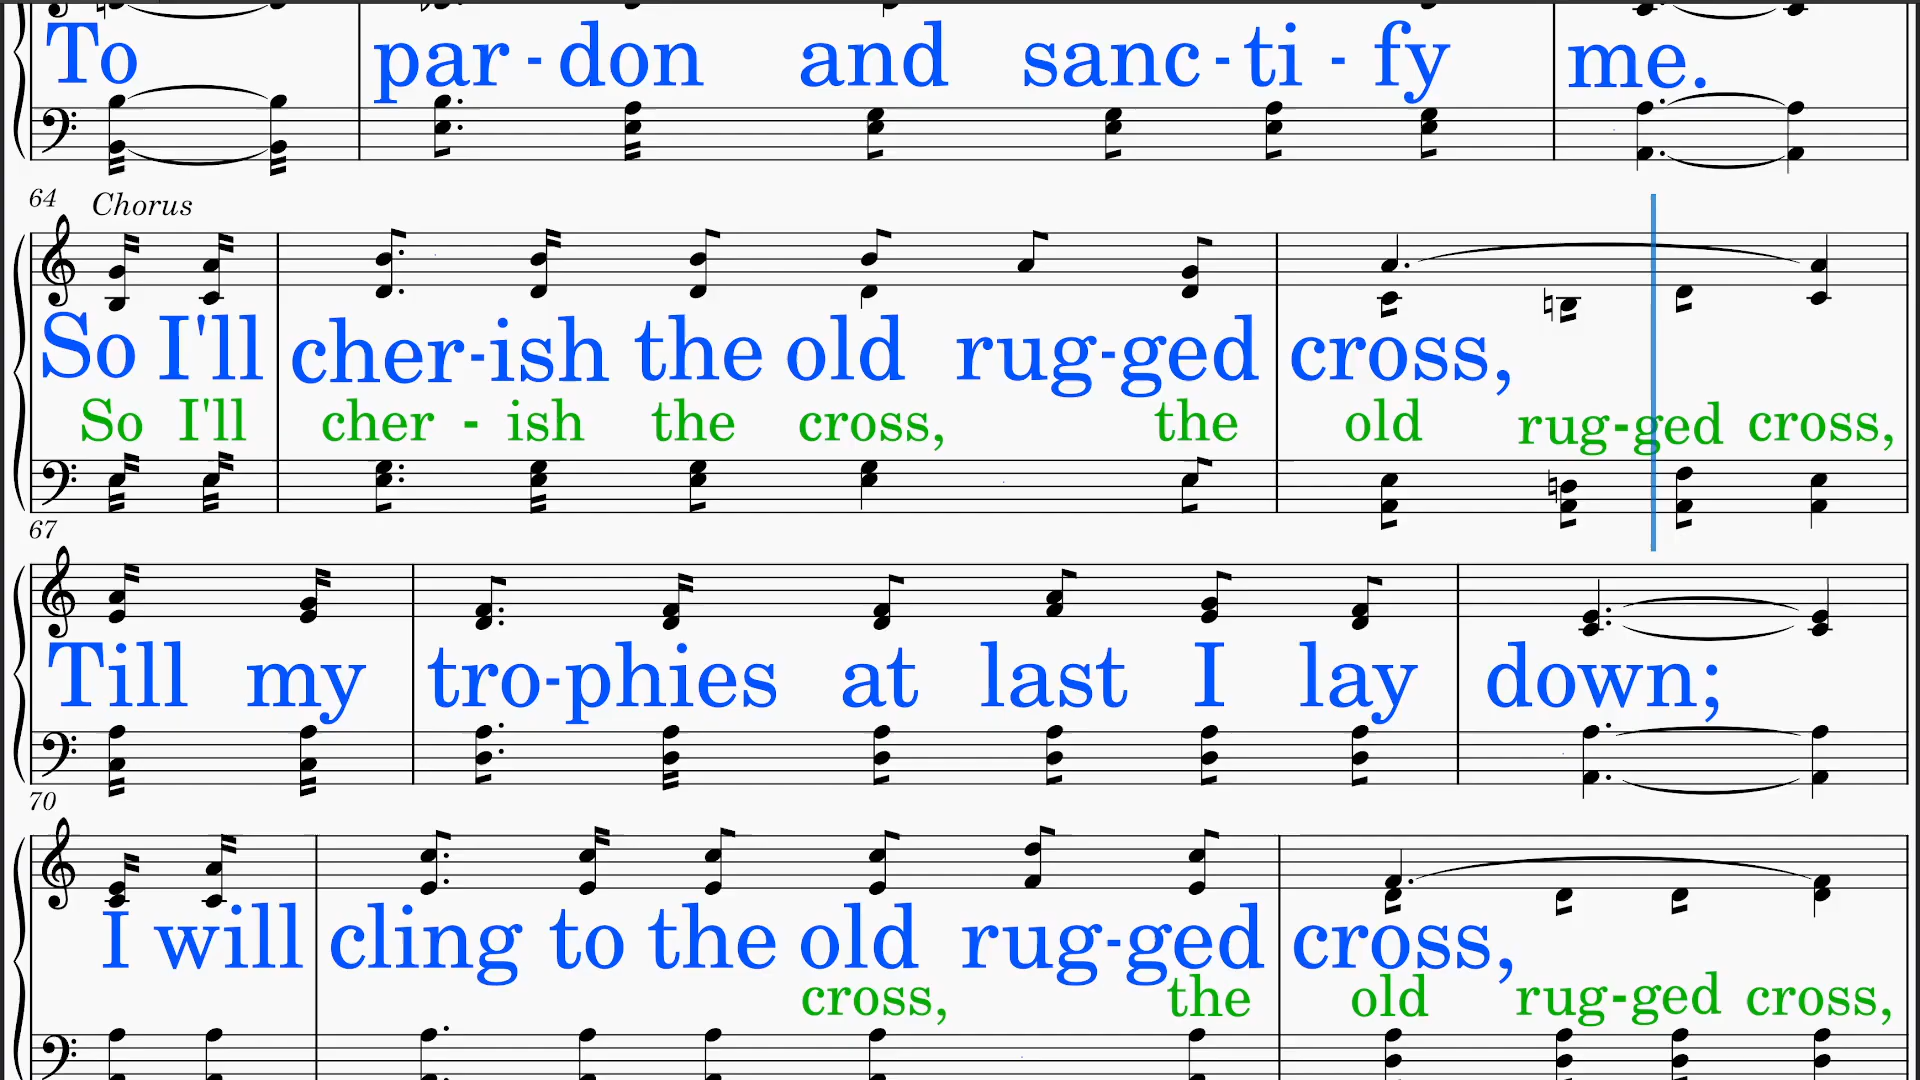 To par - don and sanc - ti - fy me.
64 Chorus
So I'll cher-ish the old rug-ged cross,
So I'll cher - ish the cross, the old rug-ged cross,
67
Till my tro-phies at last I lay down;
70
I will cling to the old rug-ged cross,
cross, the old rug-ged cross,